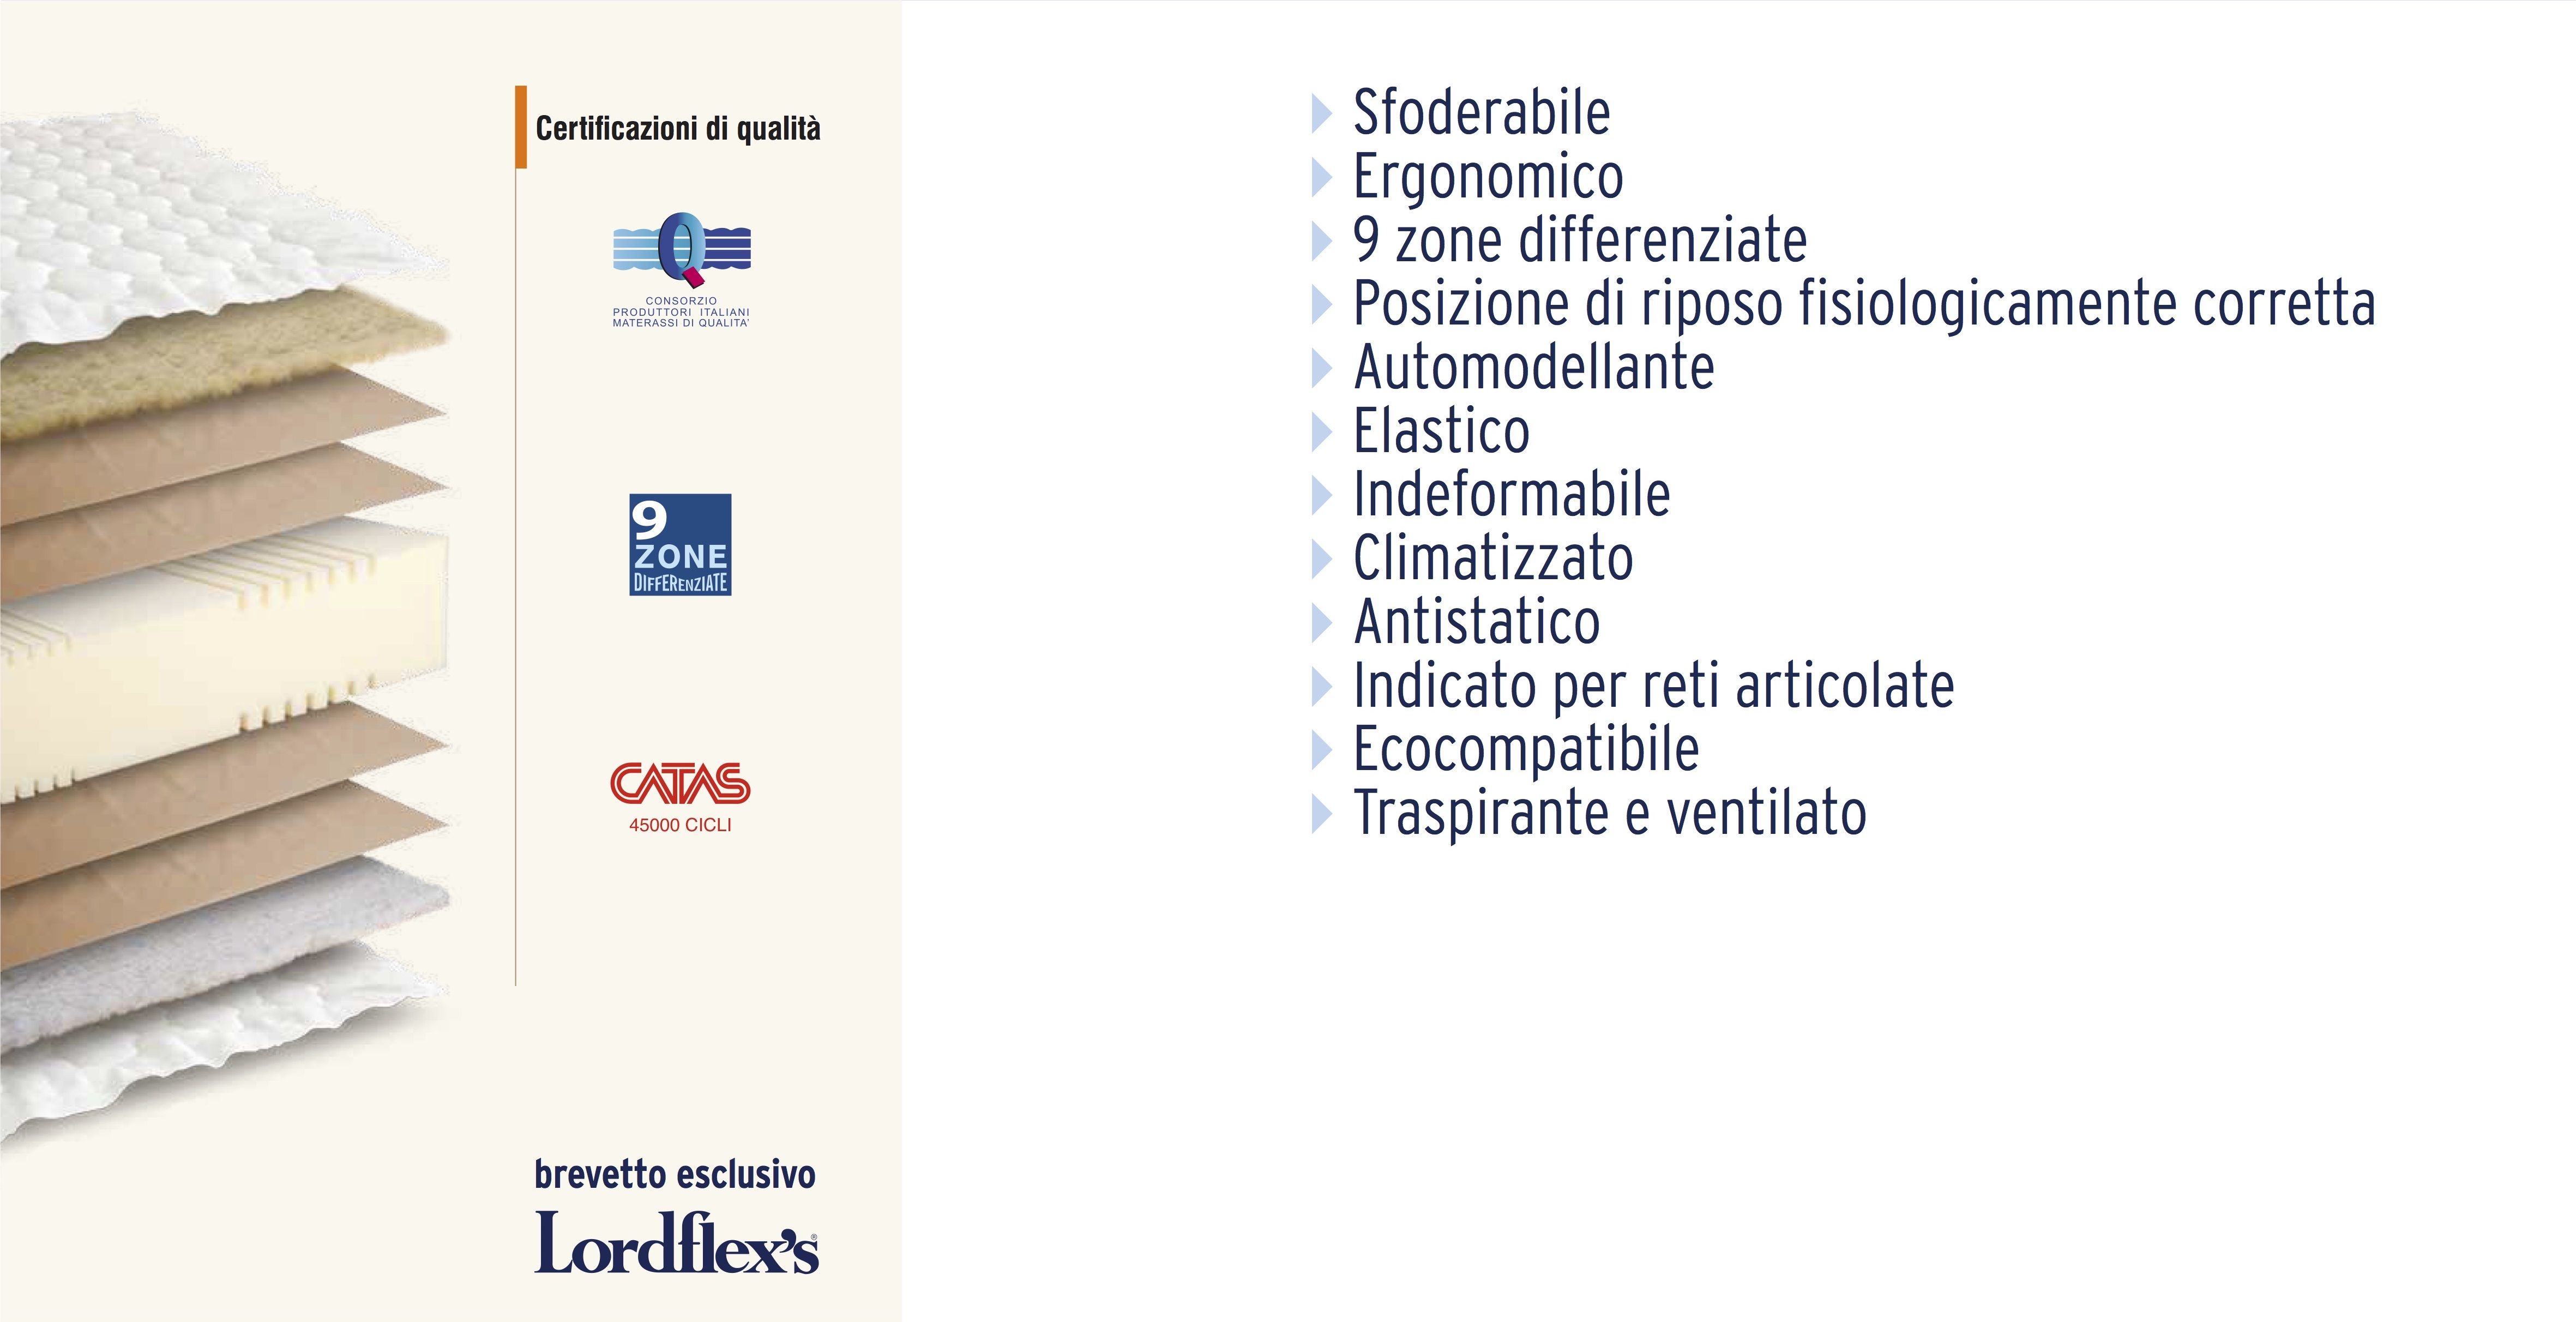 Certificazioni di qualità
CONSORZIO
PRODUTTORI ITALIANI
MATERASSI DI QUALITA'
9
ZONE
DIFFERENZIATE
CATAS
45000 CICLI
brevetto esclusivo
Lordflex's®
Sfoderabile
Ergonomico
9 zone differenziate
Posizione di riposo fisiologicamente corretta
Automodellante
Elastico
Indeformabile
Climatizzato
Antistatico
Indicato per reti articolate
Ecocompatibile
Traspirante e ventilato